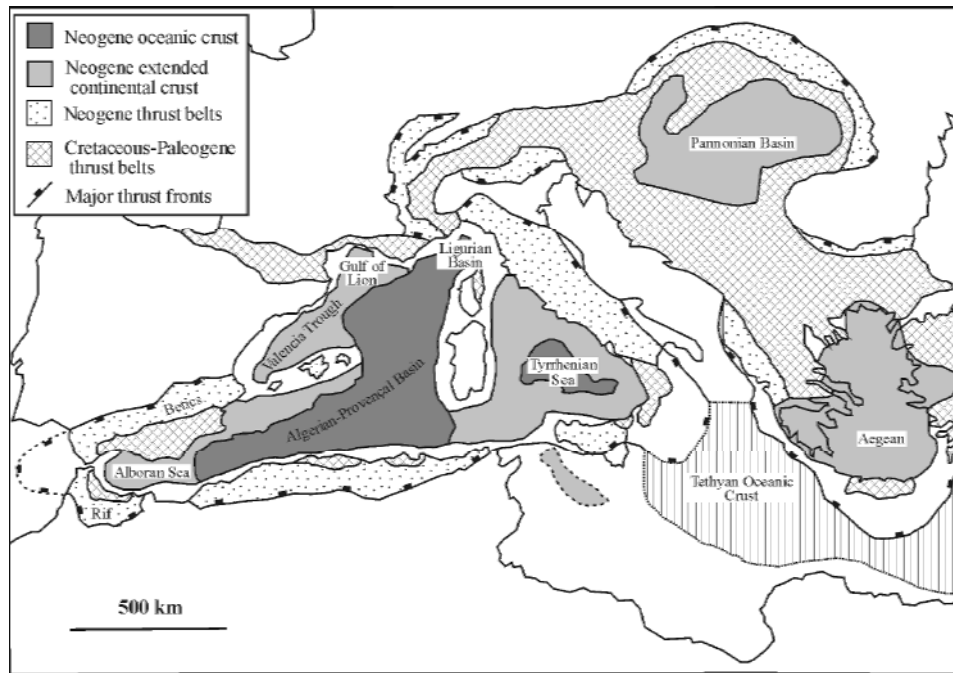 Neogene oceanic crust
Neogene extended
continental crust
Neogene thrust belts
Cretaceous-Paleogene
thrust belts
Major thrust fronts
Pannonian Basin
Ligurian
Basin
Gulf of
Lion
Valencia Trough
Tyrrhenian
Sea
Betics
Algerian-Provençal Basin
Aegean
Alboran Sea
Tethyan Oceanic
Crust
Rif
500 km